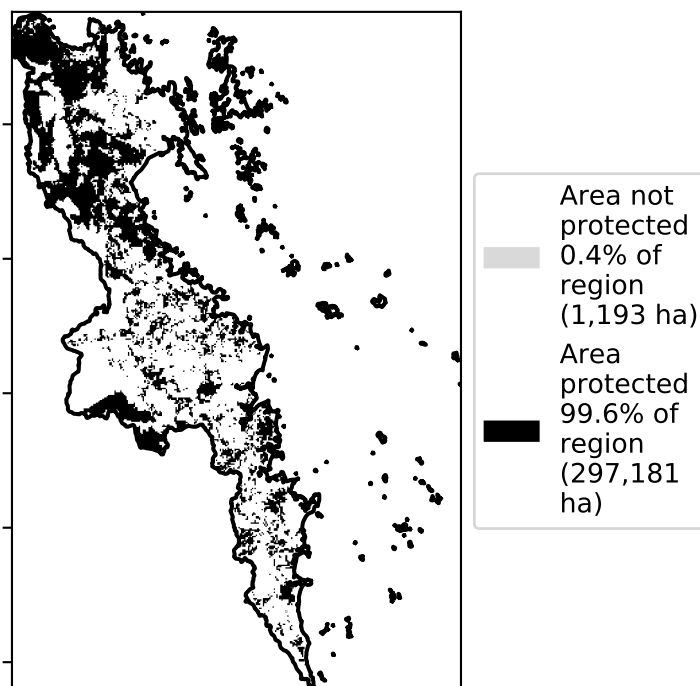 Area not
protected
0.4% of
region
(1,193 ha)
Area
protected
99.6% of
region
(297,181
ha)